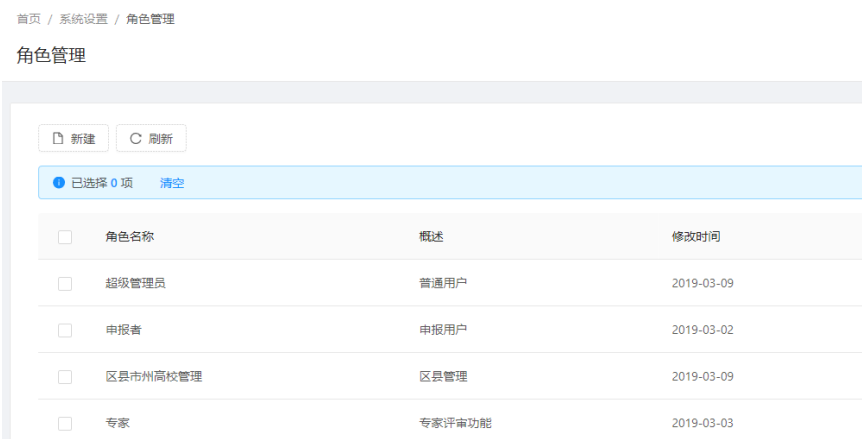 首页 / 系统设置 / 角色管理
角色管理
新建 刷新
已选择 0 项 清空
角色名称 概述 修改时间
超级管理员 普通用户 2019-03-09
申报者 申报用户 2019-03-02
区县市州高校管理 区县管理 2019-03-09
专家 专家评审功能 2019-03-03